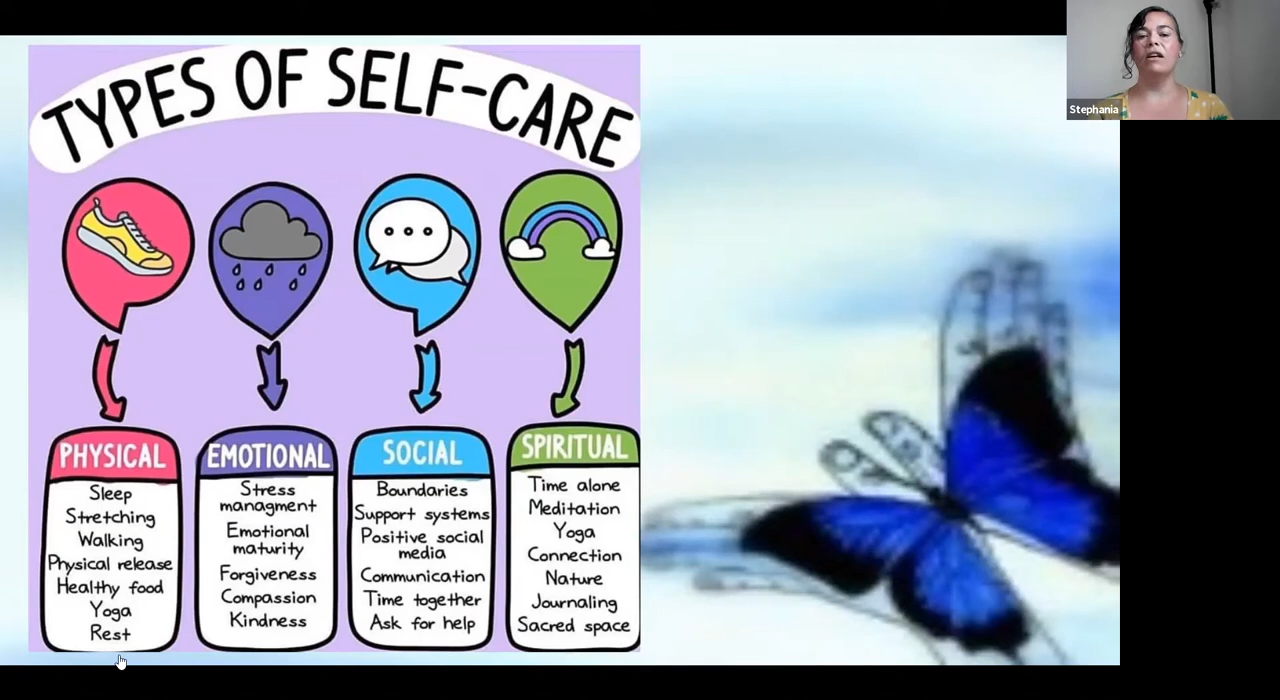 TYPES OF SELF-CARE
PHYSICAL
Sleep
Stretching
Walking
Physical release
Healthy food
Yoga
Rest
EMOTIONAL
Stress
managment
Emotional
maturity
Forgiveness
Compassion
Kindness
SOCIAL
Boundaries
Support systems
Positive social
media
Communication
Time together
Ask for help
SPIRITUAL
Time alone
Meditation
Yoga
Connection
Nature
Journaling
Sacred space
Stephania